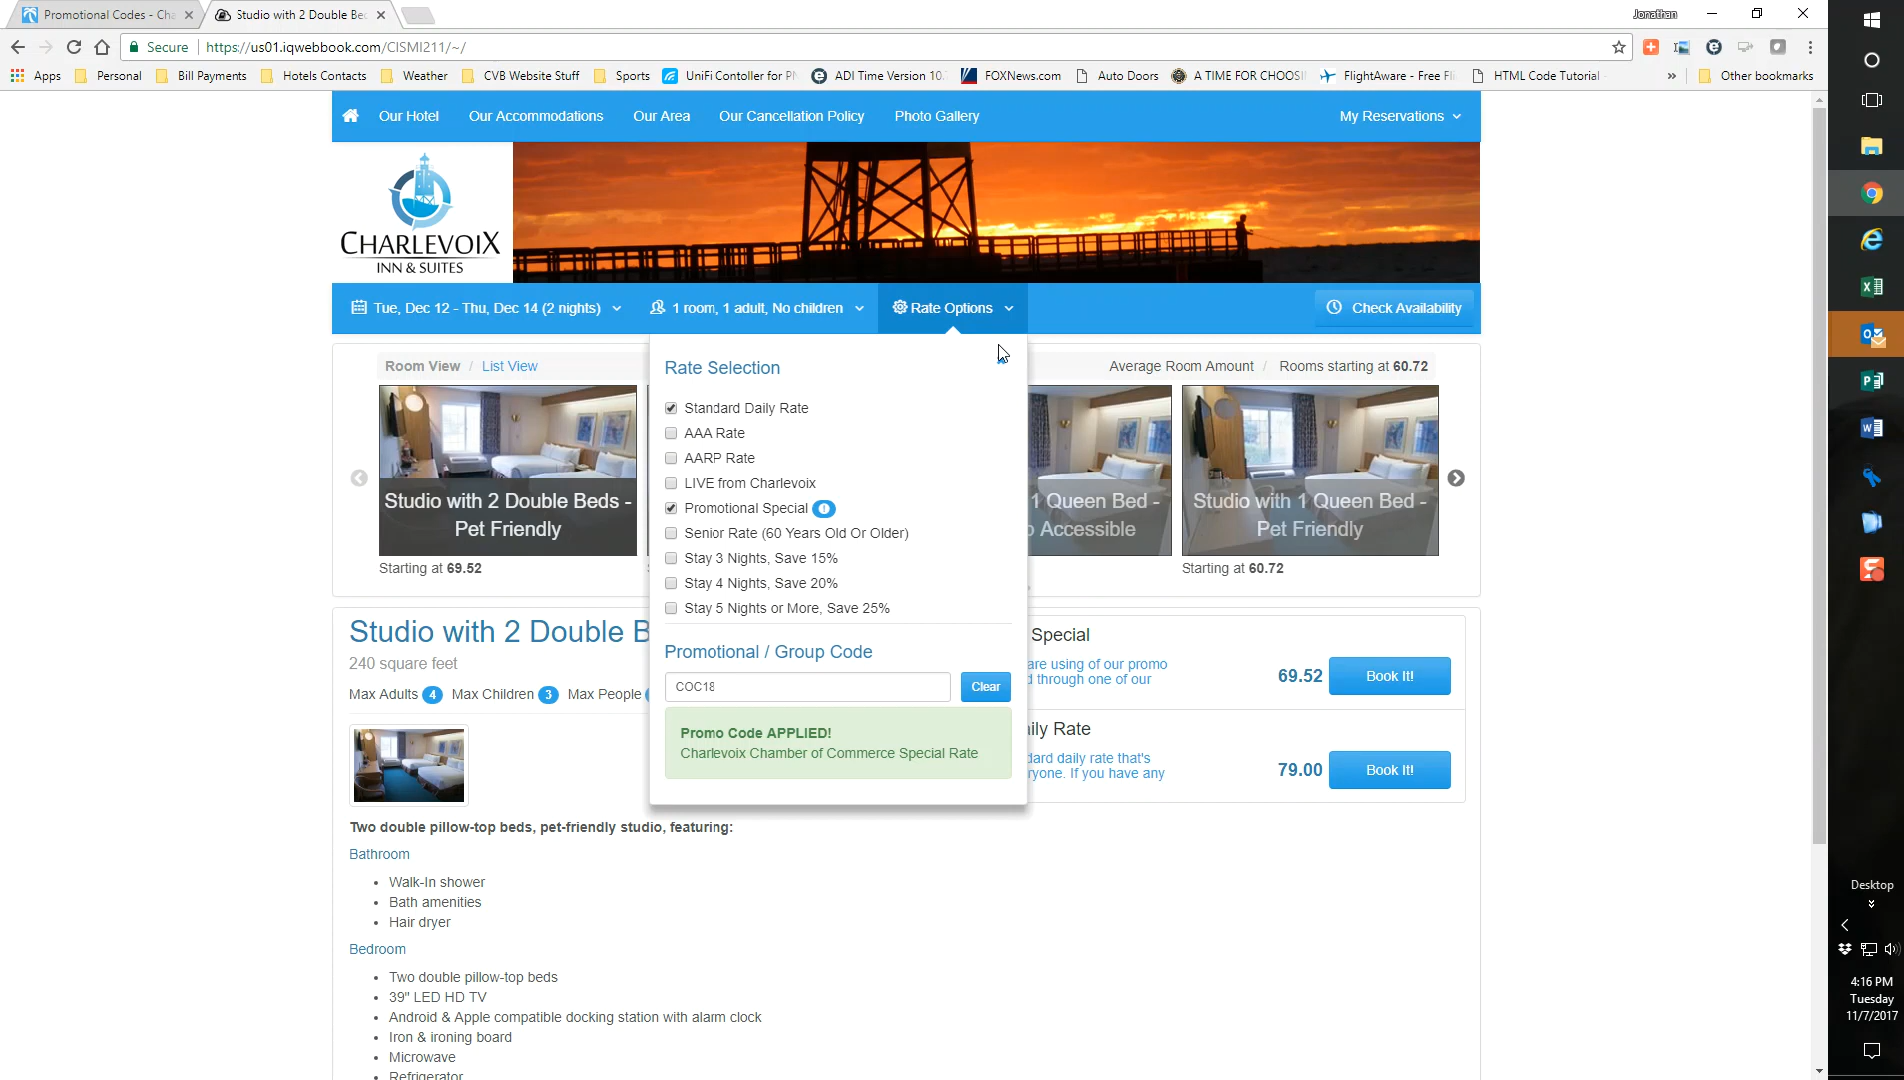 Promotional Codes - Cha
Studio with 2 Double Bed
Jonathan
Secure
https://us01.iqwebbook.com/CISMI211/~/
Apps
Personal
Bill Payments
Hotels Contacts
Weather
CVB Website Stuff
Sports
UniFi Contoller for
ADI Time Version 10.
FOXNews.com
Auto Doors
A TIME FOR CHOOSI
FlightAware - Free Fli
HTML Code Tutorial
»
Other bookmarks
Our Hotel
Our Accommodations
Our Area
Our Cancellation Policy
Photo Gallery
My Reservations
CHARLEVOIX
INN & SUITES
Tue, Dec 12 - Thu, Dec 14 (2 nights)
1 room, 1 adult, No children
Rate Options
Check Availability
Room View / List View
Average Room Amount / Rooms starting at 60.72
Studio with 2 Double Beds -
Pet Friendly
Starting at 69.52
1 Queen Bed -
Accessible
Studio with 1 Queen Bed -
Pet Friendly
Starting at 60.72
Rate Selection
Standard Daily Rate
AAA Rate
AARP Rate
LIVE from Charlevoix
Promotional Special
Senior Rate (60 Years Old Or Older)
Stay 3 Nights, Save 15%
Stay 4 Nights, Save 20%
Stay 5 Nights or More, Save 25%
Promotional / Group Code
COC18
Clear
Promo Code APPLIED!
Charlevoix Chamber of Commerce Special Rate
Studio with 2 Double B
240 square feet
Max Adults 4 Max Children 3 Max People
Special
are using of our promo
d through one of our
69.52
Book It!
ily Rate
dard daily rate that's
ryone. If you have any
79.00
Book It!
Two double pillow-top beds, pet-friendly studio, featuring:
Bathroom
• Walk-In shower
• Bath amenities
• Hair dryer
Bedroom
• Two double pillow-top beds
• 39" LED HD TV
• Android & Apple compatible docking station with alarm clock
• Iron & ironing board
• Microwave
• Refrigerator
Desktop
4:16 PM
Tuesday
11/7/2017